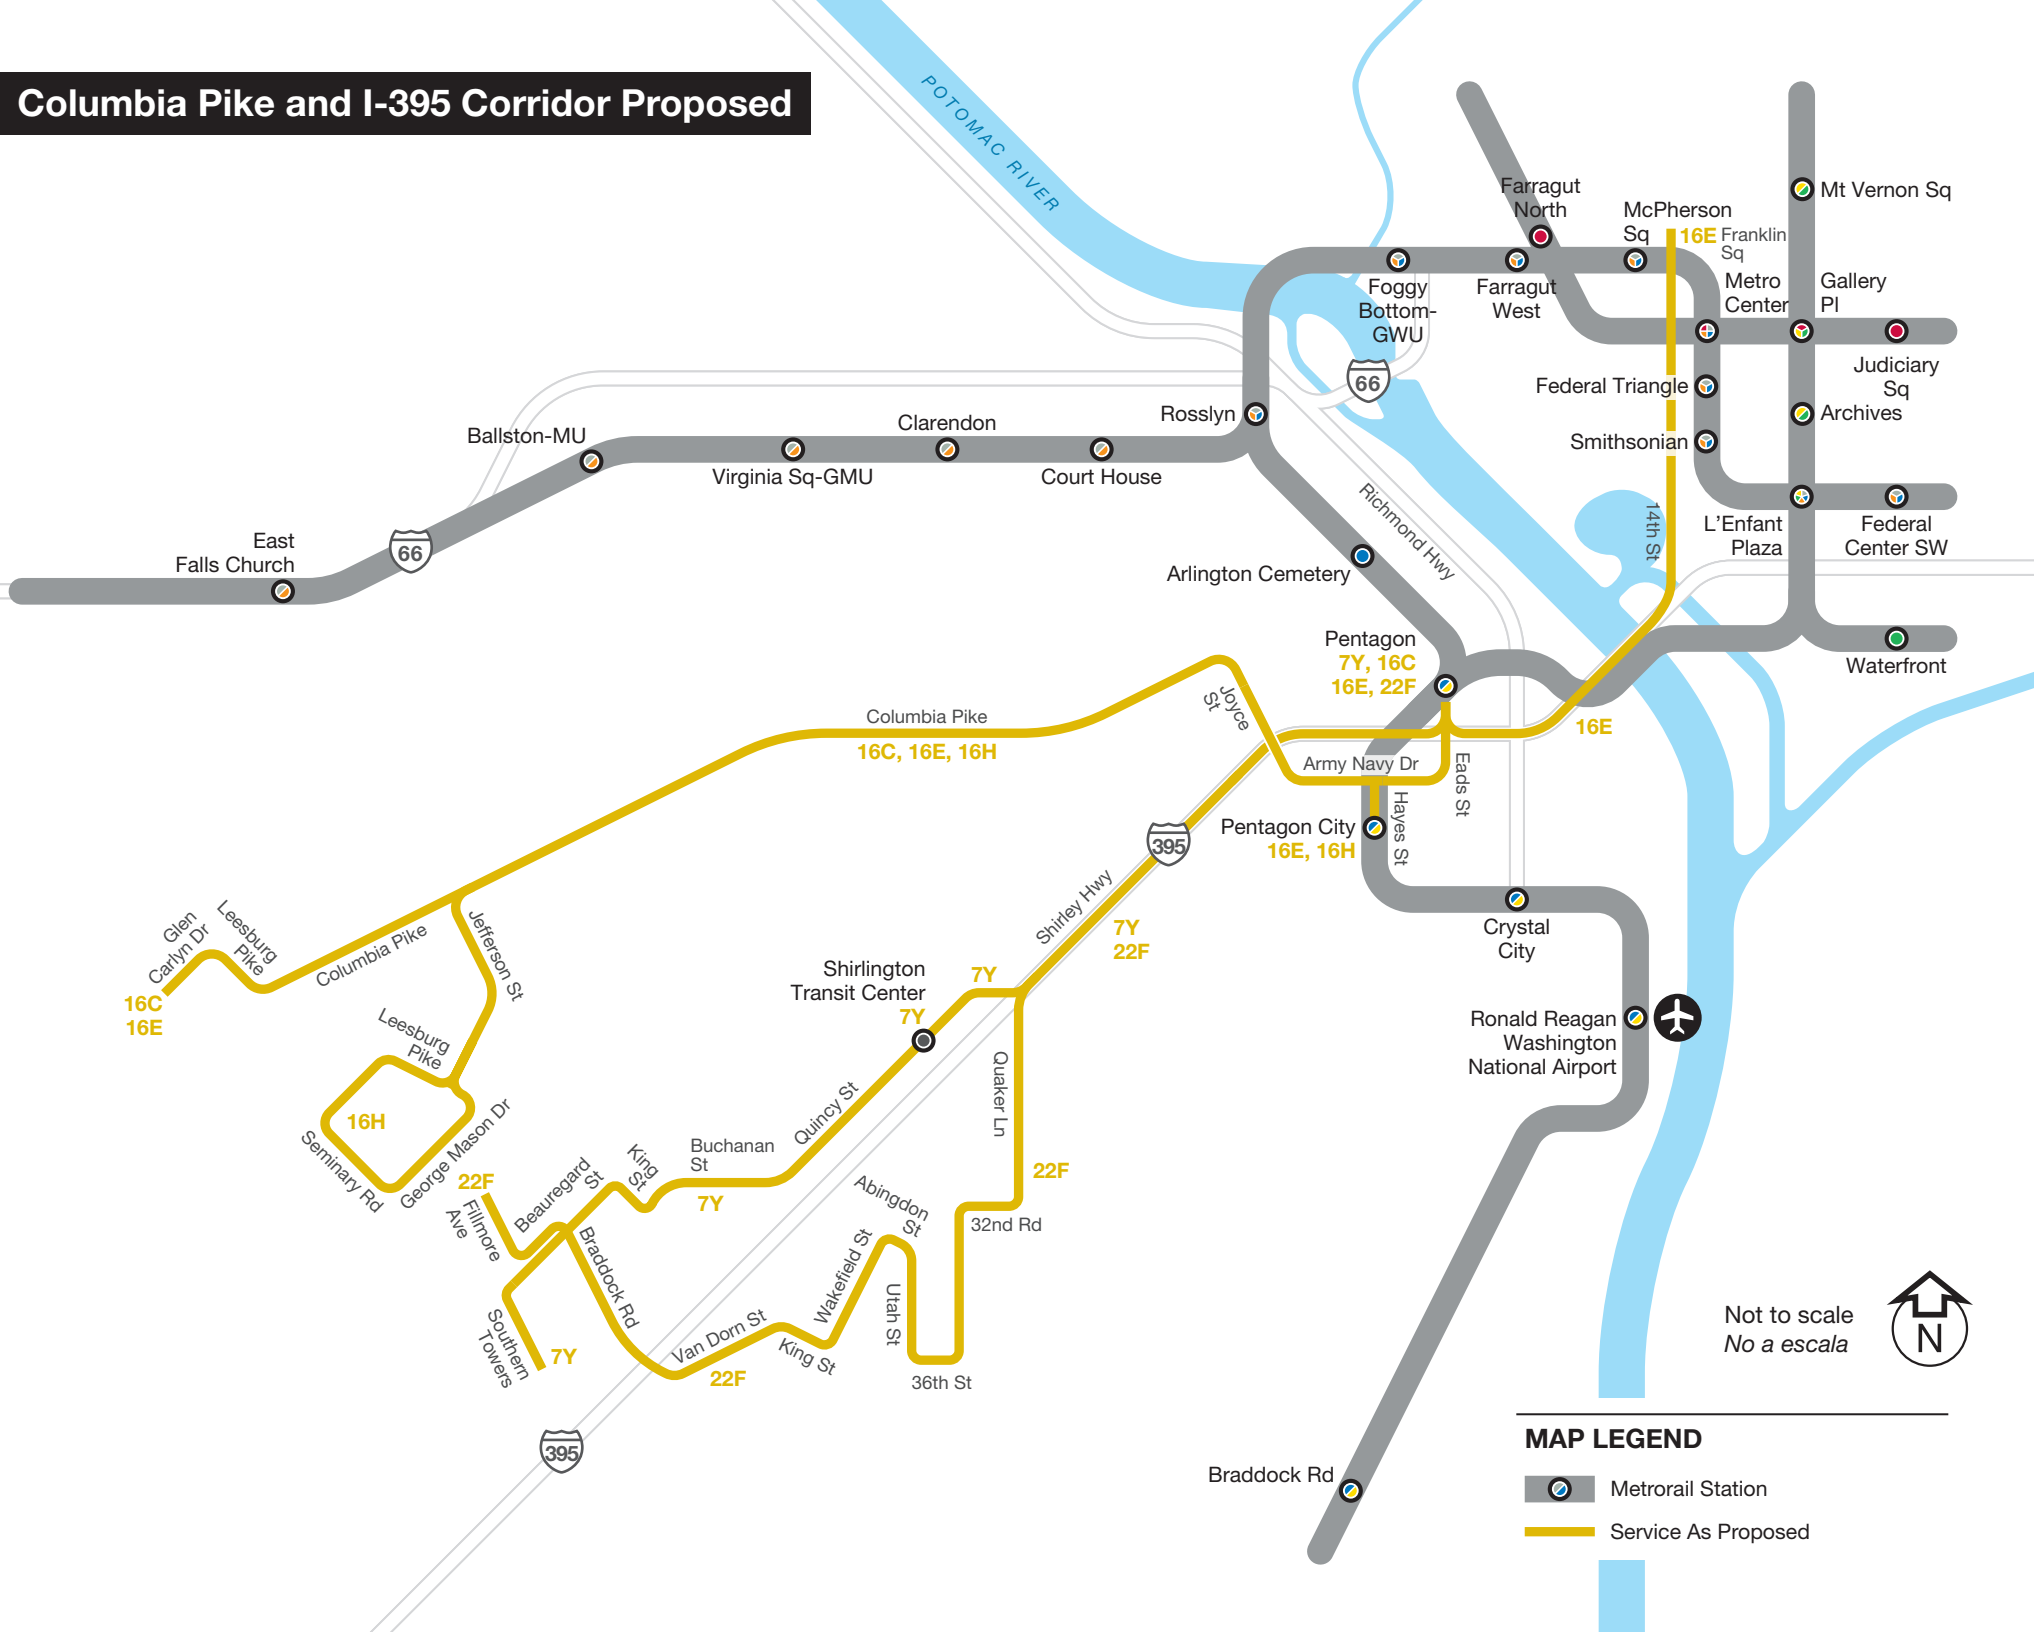 Columbia Pike and I-395 Corridor Proposed
POTOMAC RIVER
Farragut
North
McPherson
Sq
16E
Franklin
Sq
Mt Vernon Sq
Foggy
Bottom-
GWU
Farragut
West
Metro
Center
Gallery
Pl
Judiciary
Sq
66
Federal Triangle
Archives
Smithsonian
Rosslyn
Ballston-MU
Virginia Sq-GMU
Clarendon
Court House
East
Falls Church
66
Richmond Hwy
14th St
L'Enfant
Plaza
Federal
Center SW
Arlington Cemetery
Pentagon
7Y, 16C
16E, 22F
Waterfront
16E
Joyce
St
Columbia Pike
16C, 16E, 16H
Army Navy Dr
Eads St
Hayes St
Pentagon City
16E, 16H
395
Shirley Hwy
7Y
22F
Crystal
City
Glen
Carlyn Dr
Leesburg
Pike
Columbia Pike
Jefferson St
16C
16E
Shirlington
Transit Center
7Y
7Y
Ronald Reagan
Washington
National Airport
Leesburg
Pike
16H
Seminary Rd
George Mason Dr
Quaker Ln
Quincy St
Buchanan
St
7Y
King
St
Beauregard
St
22F
Fillmore
Ave
Braddock Rd
22F
32nd Rd
Abingdon
St
Wakefield St
Utah St
36th St
Van Dorn St
King St
22F
Southern
Towers
7Y
395
Braddock Rd
Not to scale
No a escala
N
MAP LEGEND
Metrorail Station
Service As Proposed